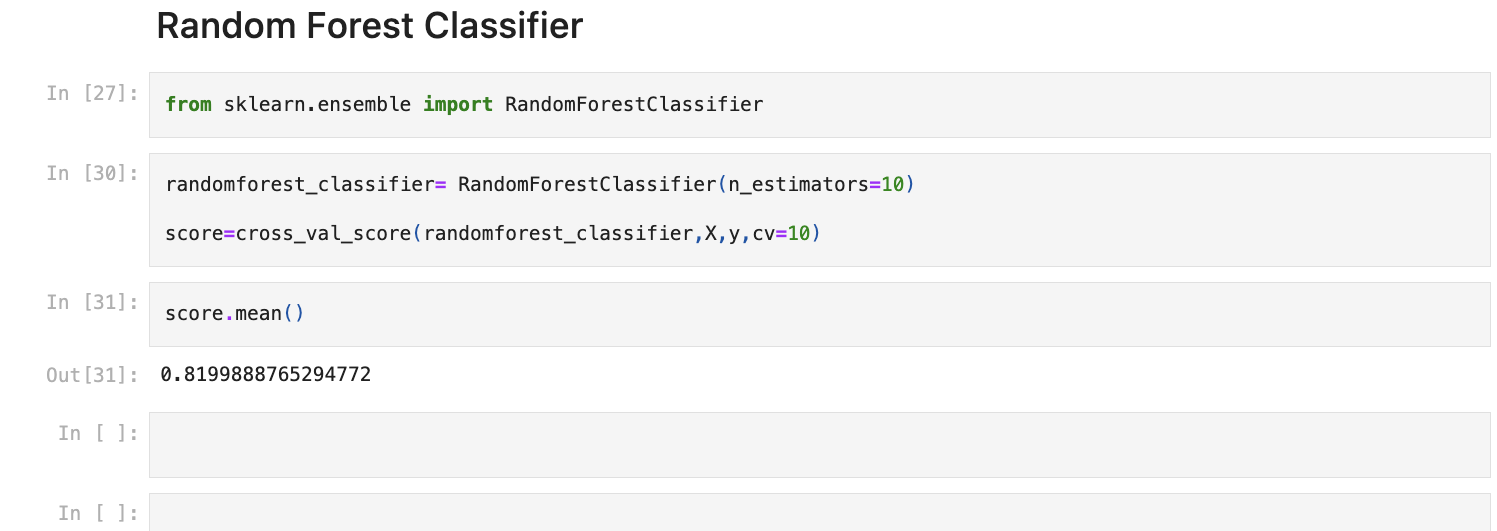 Random Forest Classifier
In [27]:
from sklearn.ensemble import RandomForestClassifier
In [30]:
randomforest_classifier= RandomForestClassifier(n_estimators=10)
score=cross_val_score(randomforest_classifier,X,y,cv=10)
In [31]:
score.mean()
Out[31]:
0.8199888765294772
In [ ]:
In [ ]: